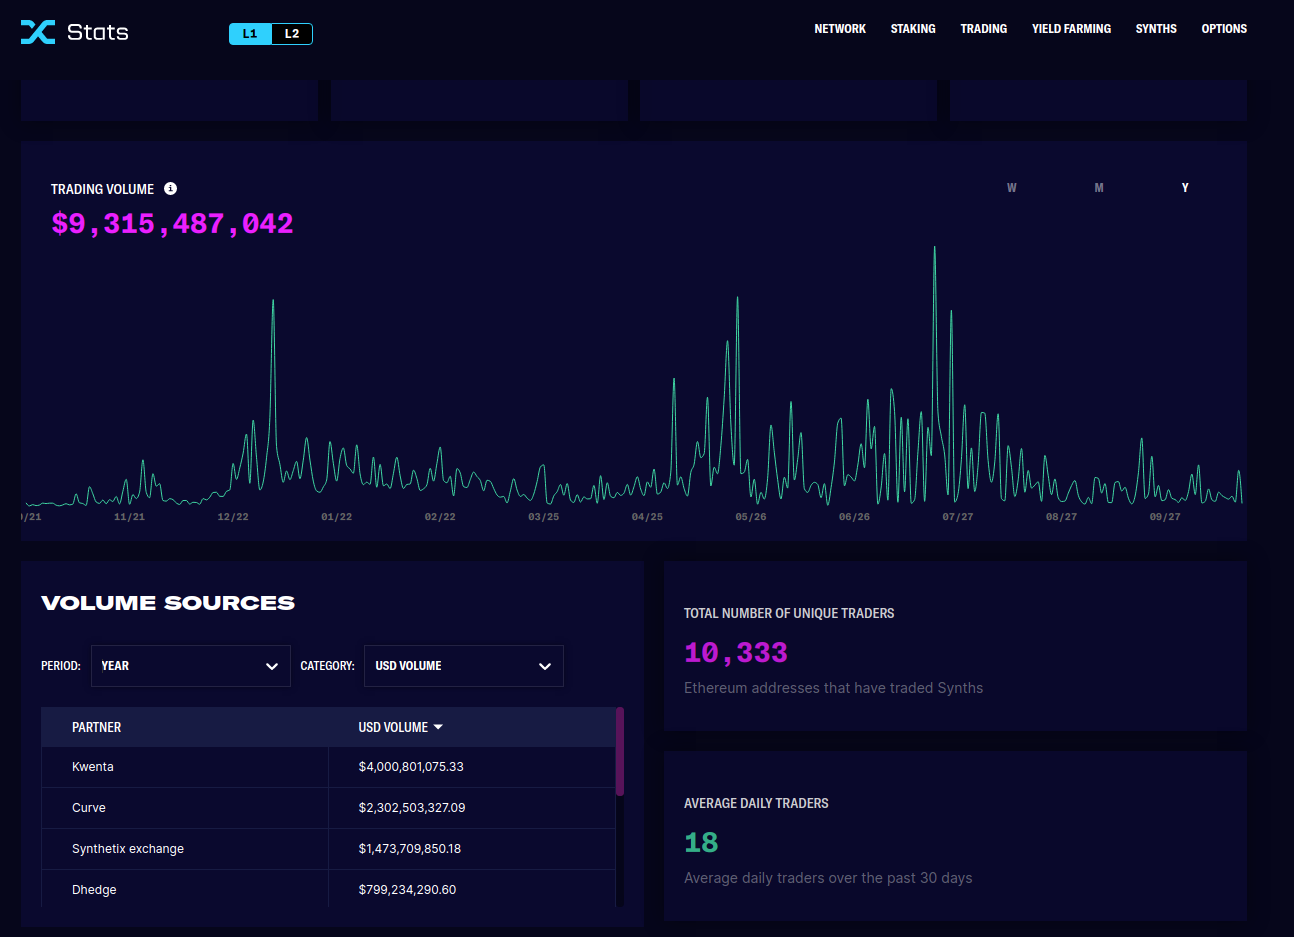 Stats
L1 L2
NETWORK STAKING TRADING YIELD FARMING SYNTHS OPTIONS
TRADING VOLUME i
W M Y
$9,315,487,042
/21 11/21 12/22 01/22 02/22 03/25 04/25 05/26 06/26 07/27 08/27 09/27
VOLUME SOURCES
PERIOD: YEAR CATEGORY: USD VOLUME
PARTNER USD VOLUME
Kwenta $4,000,801,075.33
Curve $2,302,503,327.09
Synthetix exchange $1,473,709,850.18
Dhedge $799,234,290.60
TOTAL NUMBER OF UNIQUE TRADERS
10,333
Ethereum addresses that have traded Synths
AVERAGE DAILY TRADERS
18
Average daily traders over the past 30 days